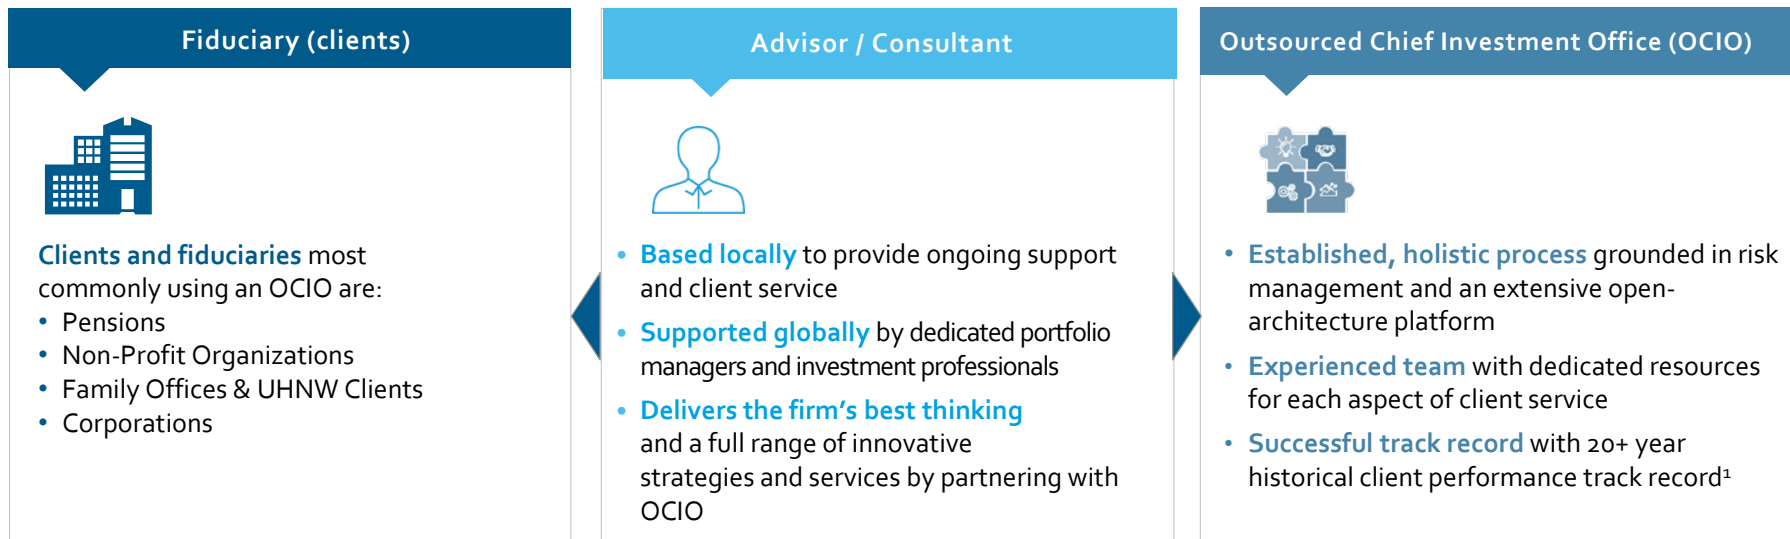 Fiduciary (clients)
Clients and fiduciaries most
commonly using an OCIO are:
• Pensions
• Non-Profit Organizations
• Family Offices & UHNW Clients
• Corporations
Advisor / Consultant
• Based locally to provide ongoing support
and client service
• Supported globally by dedicated portfolio
managers and investment professionals
• Delivers the firm’s best thinking
and a full range of innovative
strategies and services by partnering with
OCIO
Outsourced Chief Investment Office (OCIO)
• Established, holistic process grounded in risk
management and an extensive open-
architecture platform
• Experienced team with dedicated resources
for each aspect of client service
• Successful track record with 20+ year
historical client performance track record¹